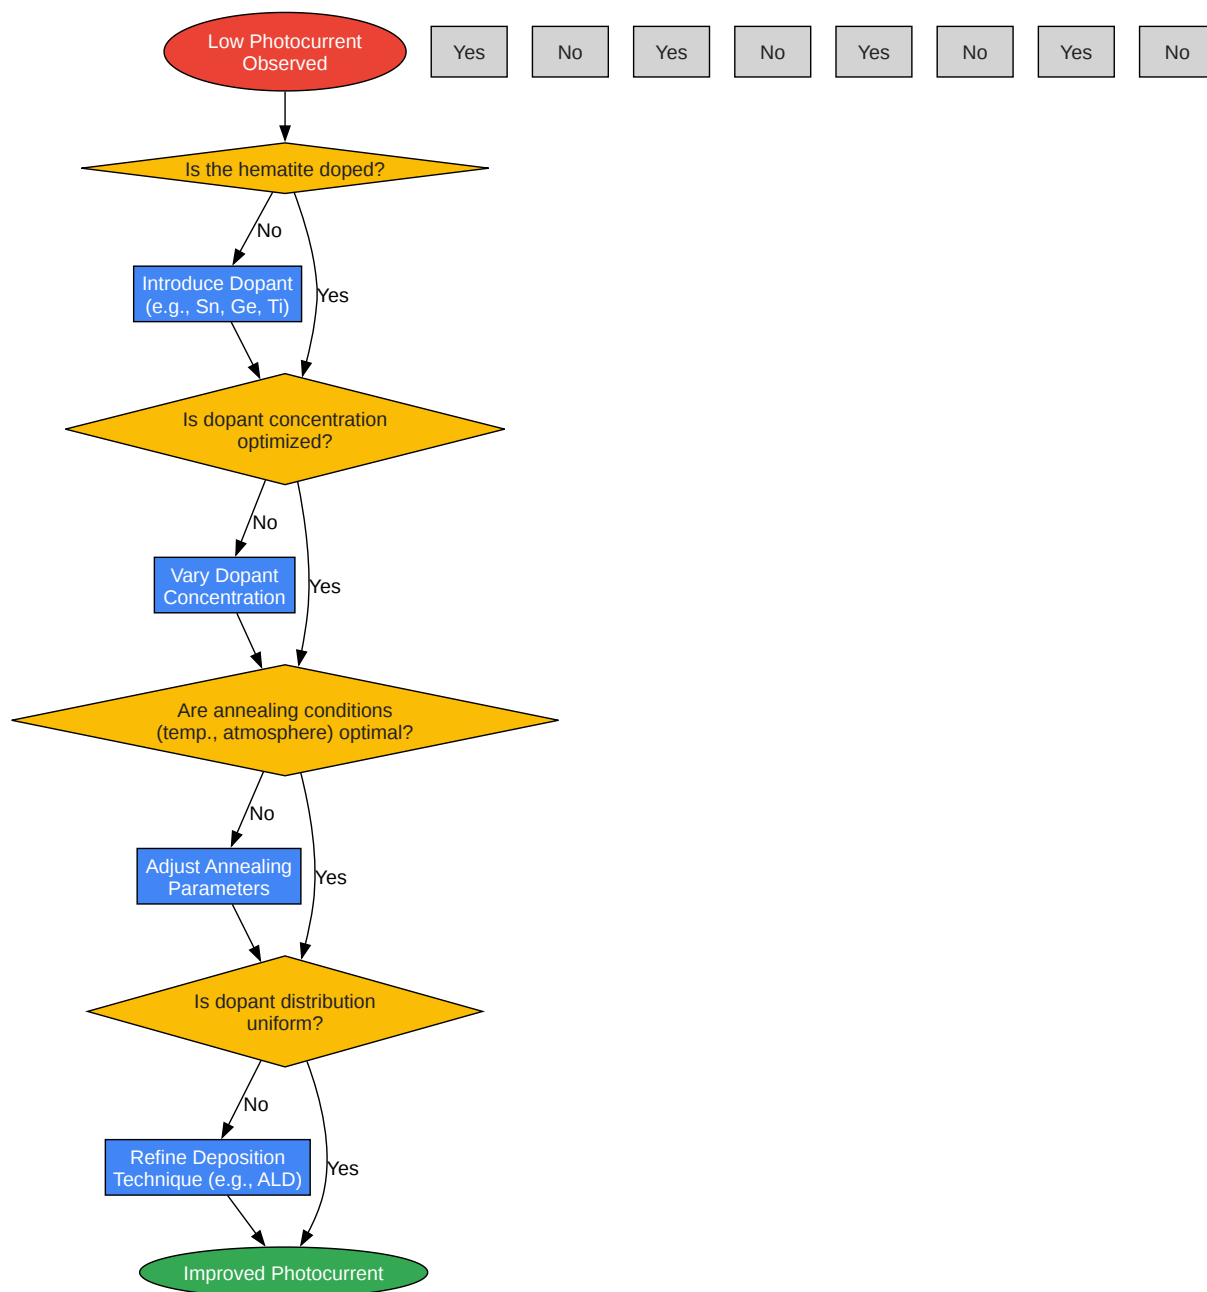 Low Photocurrent
Observed
Yes
No
Yes
No
Yes
No
Yes
No
Is the hematite doped?
No
Introduce Dopant
(e.g., Sn, Ge, Ti)
Yes
Is dopant concentration
optimized?
No
Vary Dopant
Concentration
Yes
Are annealing conditions
(temp., atmosphere) optimal?
No
Adjust Annealing
Parameters
Yes
Is dopant distribution
uniform?
No
Refine Deposition
Technique (e.g., ALD)
Yes
Improved Photocurrent